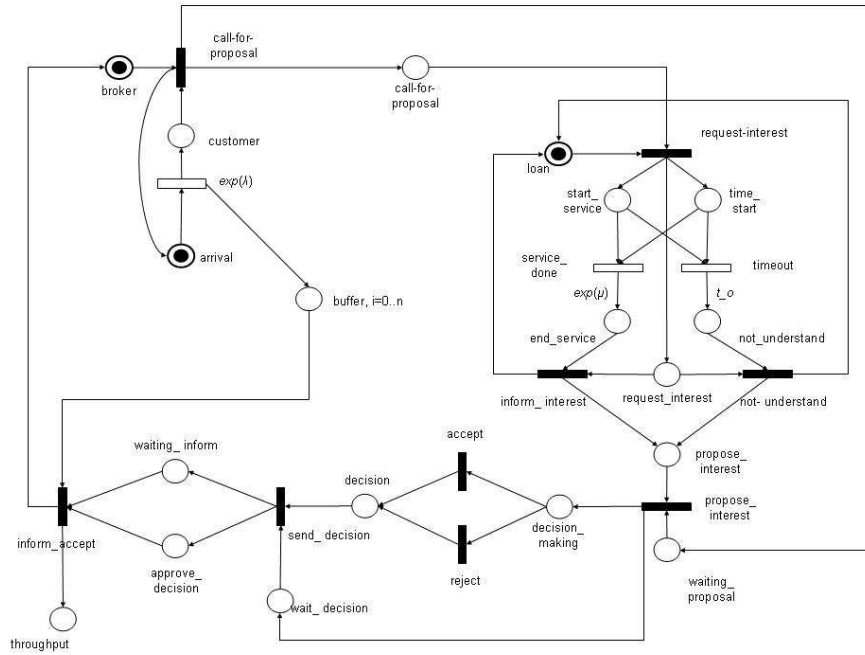 call-for-
proposal
broker
call-for-
proposal
customer
request-interest
loan
exp(λ)
start_
service
time_
start
arrival
service_
done
timeout
exp(μ)
t_o
buffer, i=0..n
end_service
not_understand
inform_ interest
request_interest
not- understand
accept
waiting_ inform
decision
propose_
interest
propose_
interest
inform_accept
send_ decision
decision_
making
approve_
decision
reject
waiting_
proposal
wait_ decision
throughput